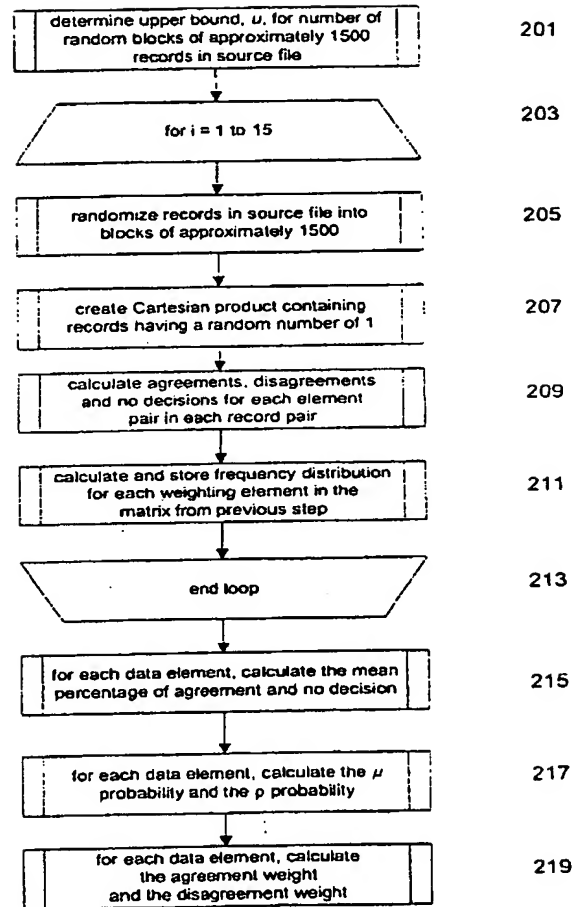 determine upper bound, υ, for number of
random blocks of approximately 1500
records in source file
201
for i = 1 to 15
203
randomize records in source file into
blocks of approximately 1500
205
create Cartesian product containing
records having a random number of 1
207
calculate agreements, disagreements
and no decisions for each element
pair in each record pair
209
calculate and store frequency distribution
for each weighting element in the
matrix from previous step
211
end loop
213
for each data element, calculate the mean
percentage of agreement and no decision
215
for each data element, calculate the μ
probability and the ρ probability
217
for each data element, calculate
the agreement weight
and the disagreement weight
219